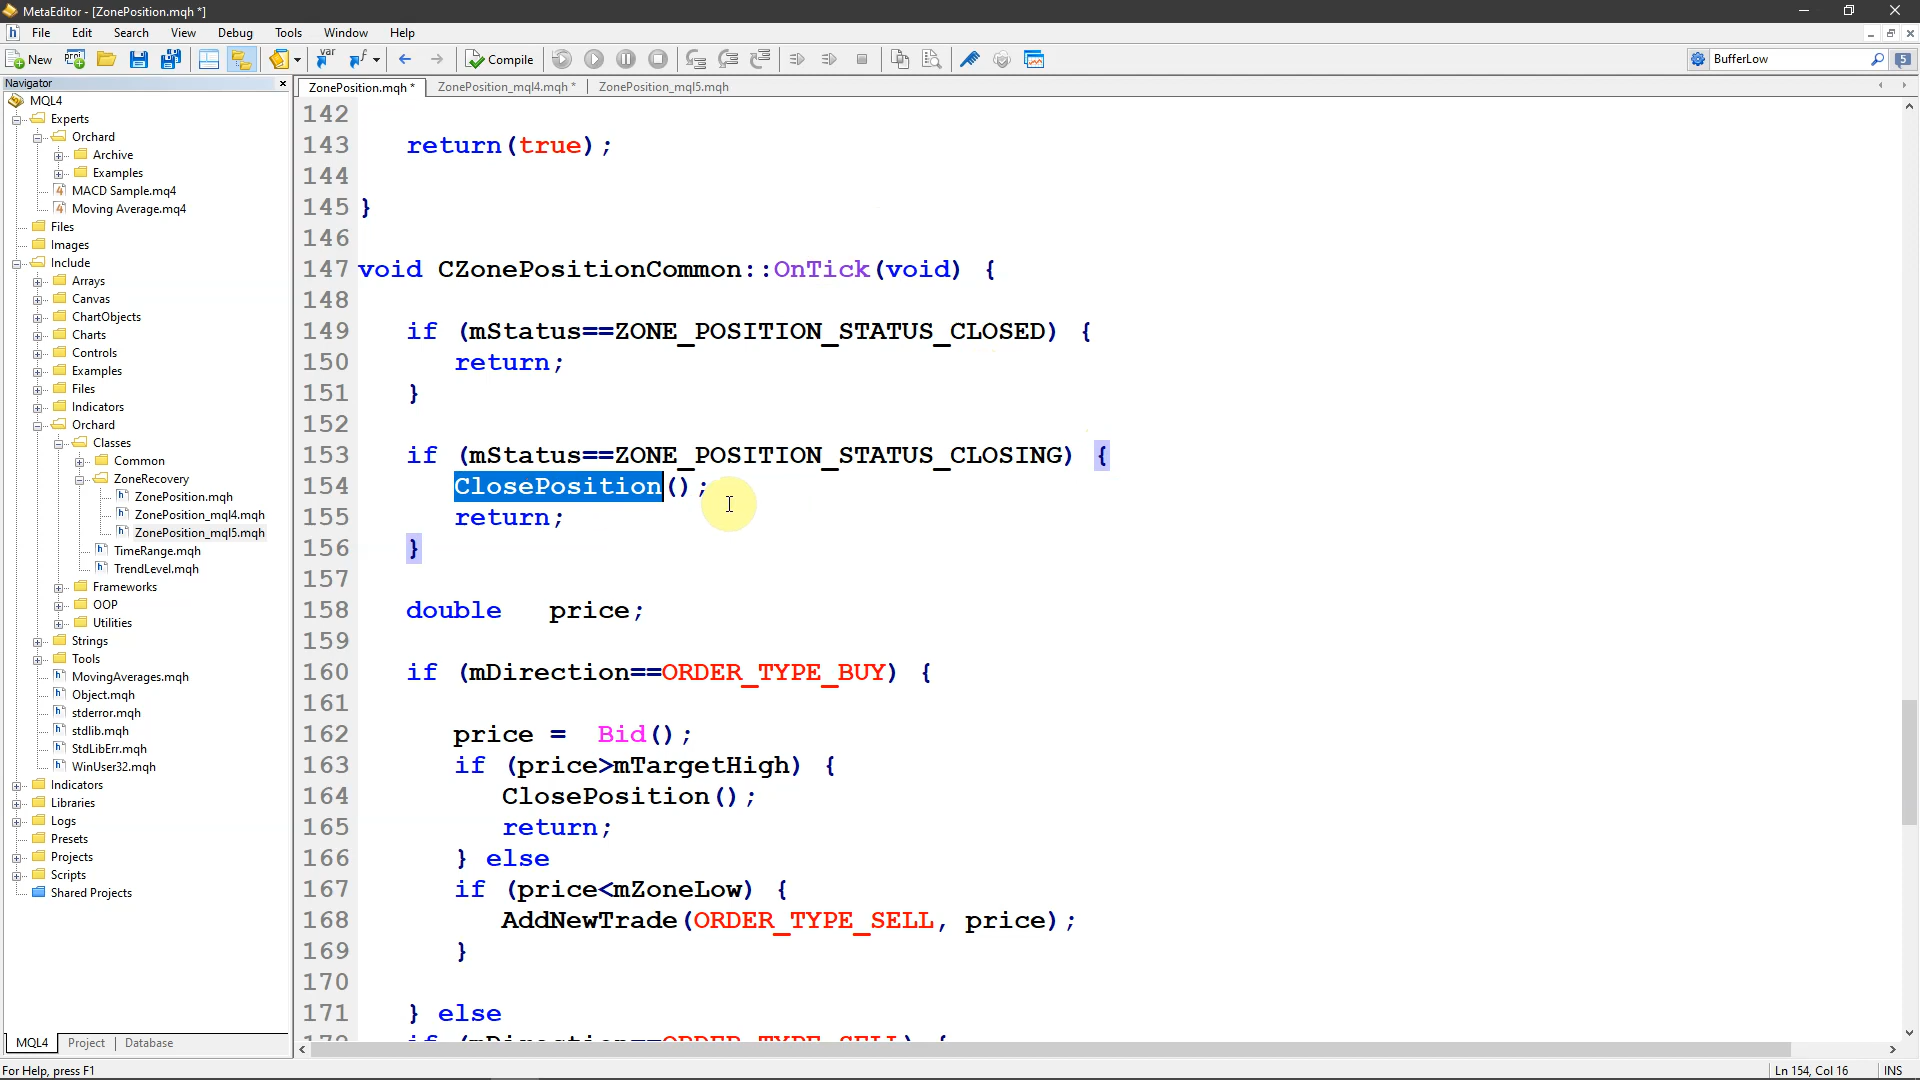 MetaEditor - [ZonePosition.mqh *]
File Edit Search View Debug Tools Window Help
New Compile BufferLow 5
Navigator
ZonePosition.mqh * ZonePosition_mql4.mqh * ZonePosition_mql5.mqh
MQL4
Experts
Orchard
Archive
Examples
MACD Sample.mq4
Moving Average.mq4
Files
Images
Include
Arrays
Canvas
ChartObjects
Charts
Controls
Examples
Files
Indicators
Orchard
Classes
Common
ZoneRecovery
ZonePosition.mqh
ZonePosition_mql4.mqh
ZonePosition_mql5.mqh
TimeRange.mqh
TrendLevel.mqh
Frameworks
OOP
Utilities
Strings
Tools
MovingAverages.mqh
Object.mqh
stderror.mqh
stdlib.mqh
StdLibErr.mqh
WinUser32.mqh
Indicators
Libraries
Logs
Presets
Projects
Scripts
Shared Projects
MQL4 Project Database
142
143 return(true);
144
145 }
146
147 void CZonePositionCommon::OnTick(void) {
148
149 if (mStatus==ZONE_POSITION_STATUS_CLOSED) {
150 return;
151 }
152
153 if (mStatus==ZONE_POSITION_STATUS_CLOSING) {
154 ClosePosition();
155 return;
156 }
157
158 double price;
159
160 if (mDirection==ORDER_TYPE_BUY) {
161
162 price = Bid();
163 if (price>mTargetHigh) {
164 ClosePosition();
165 return;
166 } else
167 if (price<mZoneLow) {
168 AddNewTrade(ORDER_TYPE_SELL, price);
169 }
170
171 } else
172 if (mDirection==ORDER_TYPE_SELL) {
For Help, press F1 Ln 154, Col 16 INS